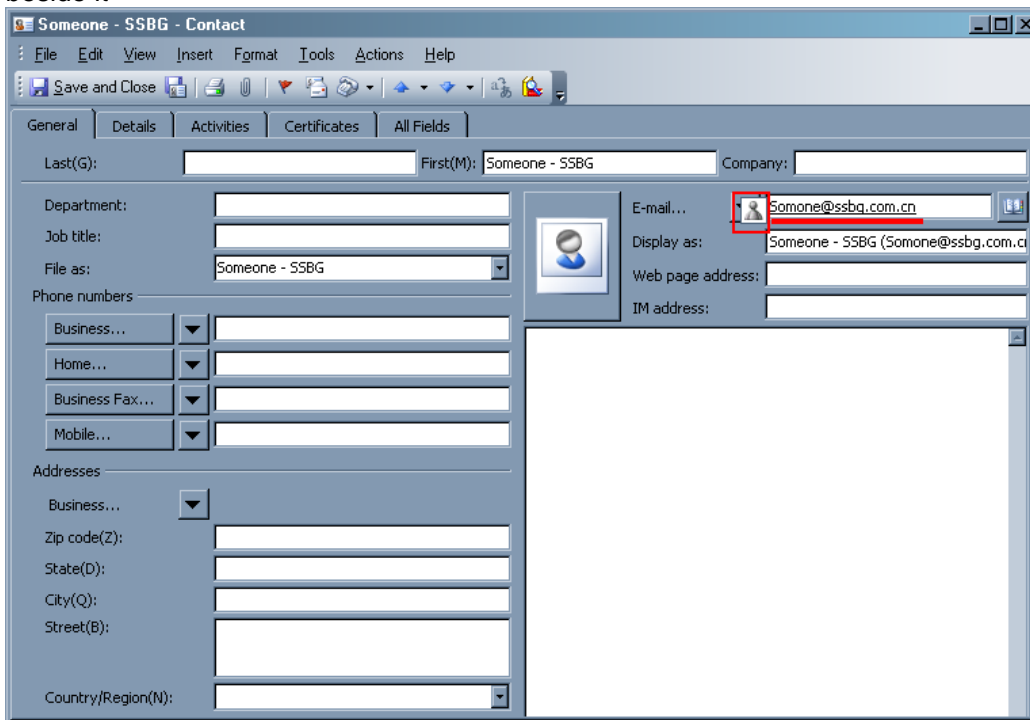 beside it
Someone - SSBG - Contact
File Edit View Insert Format Tools Actions Help
Save and Close
General Details Activities Certificates All Fields
Last(G): First(M): Someone - SSBG Company:
Department: E-mail... Somone@ssbg.com.cn
Job title: Display as: Someone - SSBG (Somone@ssbg.com.c
File as: Someone - SSBG Web page address:
Phone numbers IM address:
Business...
Home...
Business Fax...
Mobile...
Addresses
Business...
Zip code(Z):
State(D):
City(Q):
Street(B):
Country/Region(N):